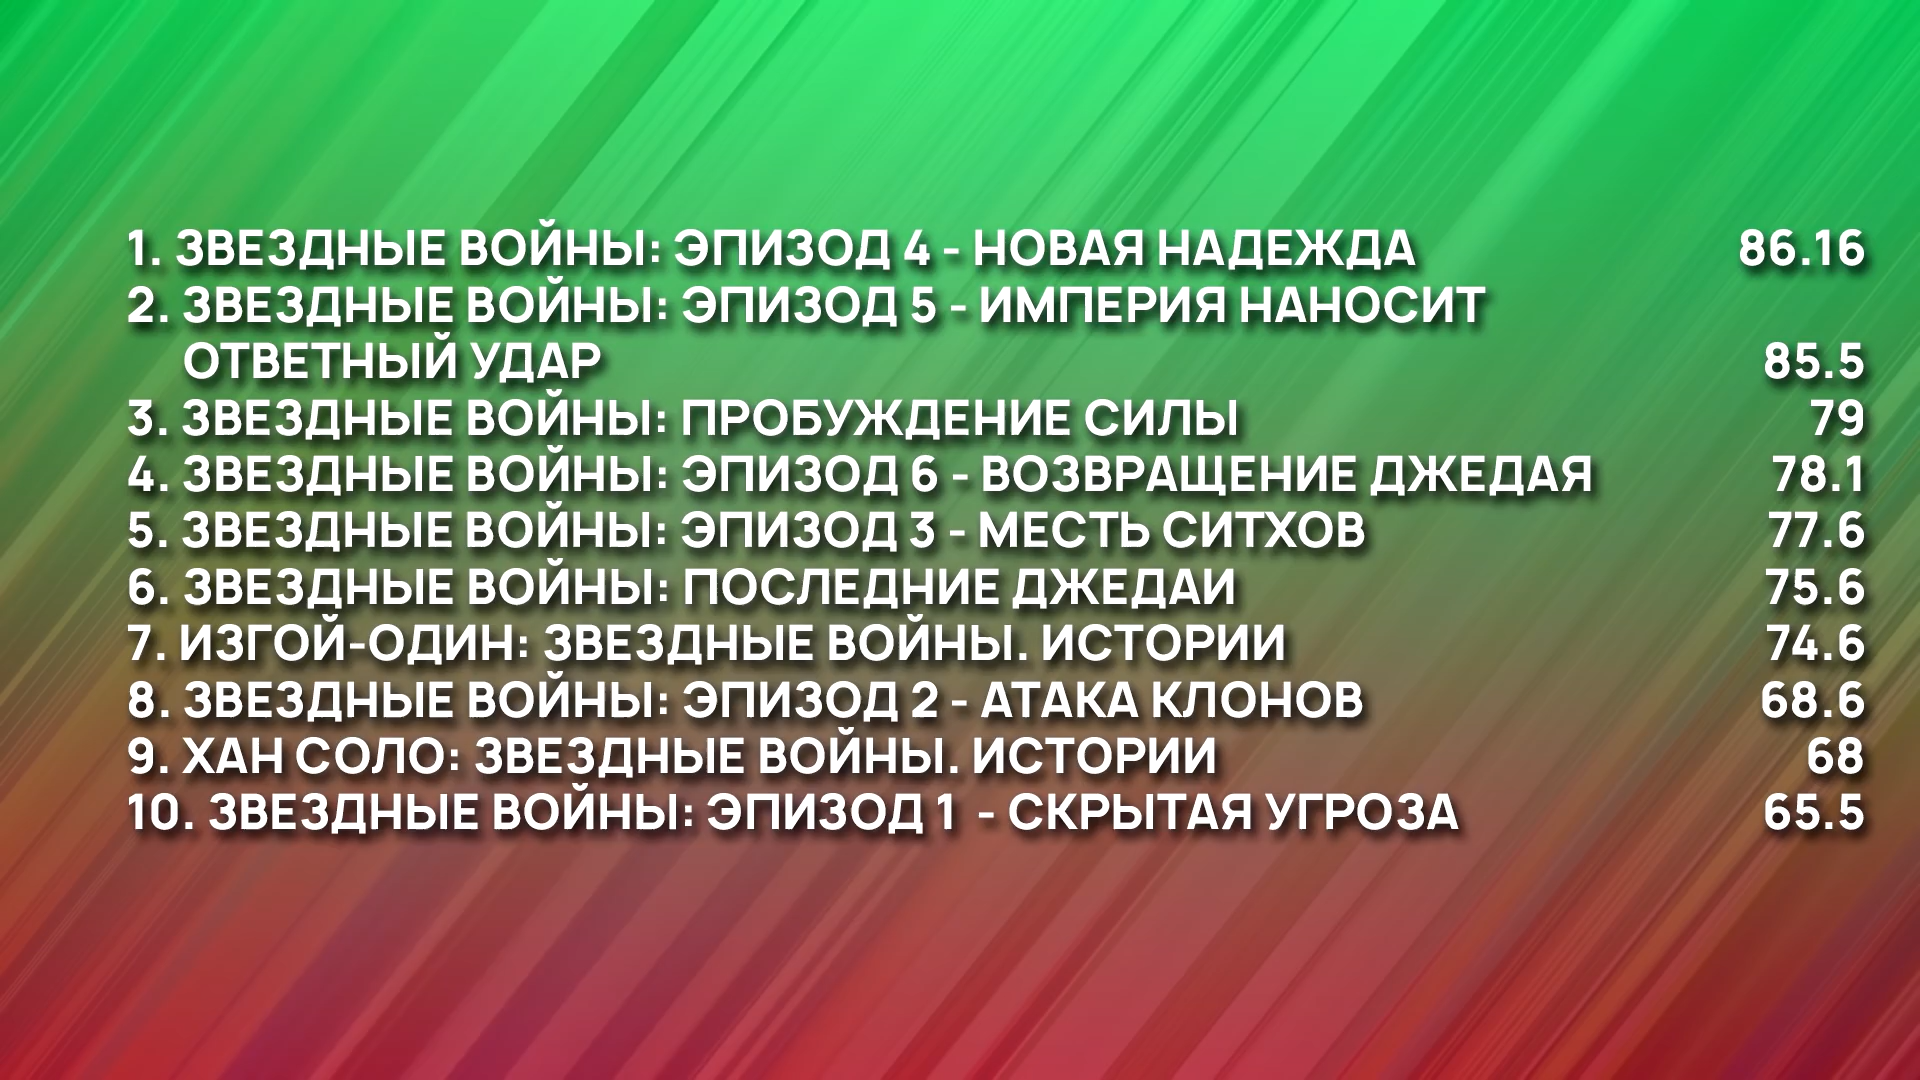 1. ЗВЕЗДНЫЕ ВОЙНЫ: ЭПИЗОД 4 - НОВАЯ НАДЕЖДА 86.16
2. ЗВЕЗДНЫЕ ВОЙНЫ: ЭПИЗОД 5 - ИМПЕРИЯ НАНОСИТ
ОТВЕТНЫЙ УДАР 85.5
3. ЗВЕЗДНЫЕ ВОЙНЫ: ПРОБУЖДЕНИЕ СИЛЫ 79
4. ЗВЕЗДНЫЕ ВОЙНЫ: ЭПИЗОД 6 - ВОЗВРАЩЕНИЕ ДЖЕДАЯ 78.1
5. ЗВЕЗДНЫЕ ВОЙНЫ: ЭПИЗОД 3 - МЕСТЬ СИТХОВ 77.6
6. ЗВЕЗДНЫЕ ВОЙНЫ: ПОСЛЕДНИЕ ДЖЕДАИ 75.6
7. ИЗГОЙ-ОДИН: ЗВЕЗДНЫЕ ВОЙНЫ. ИСТОРИИ 74.6
8. ЗВЕЗДНЫЕ ВОЙНЫ: ЭПИЗОД 2 - АТАКА КЛОНОВ 68.6
9. ХАН СОЛО: ЗВЕЗДНЫЕ ВОЙНЫ. ИСТОРИИ 68
10. ЗВЕЗДНЫЕ ВОЙНЫ: ЭПИЗОД 1 - СКРЫТАЯ УГРОЗА 65.5